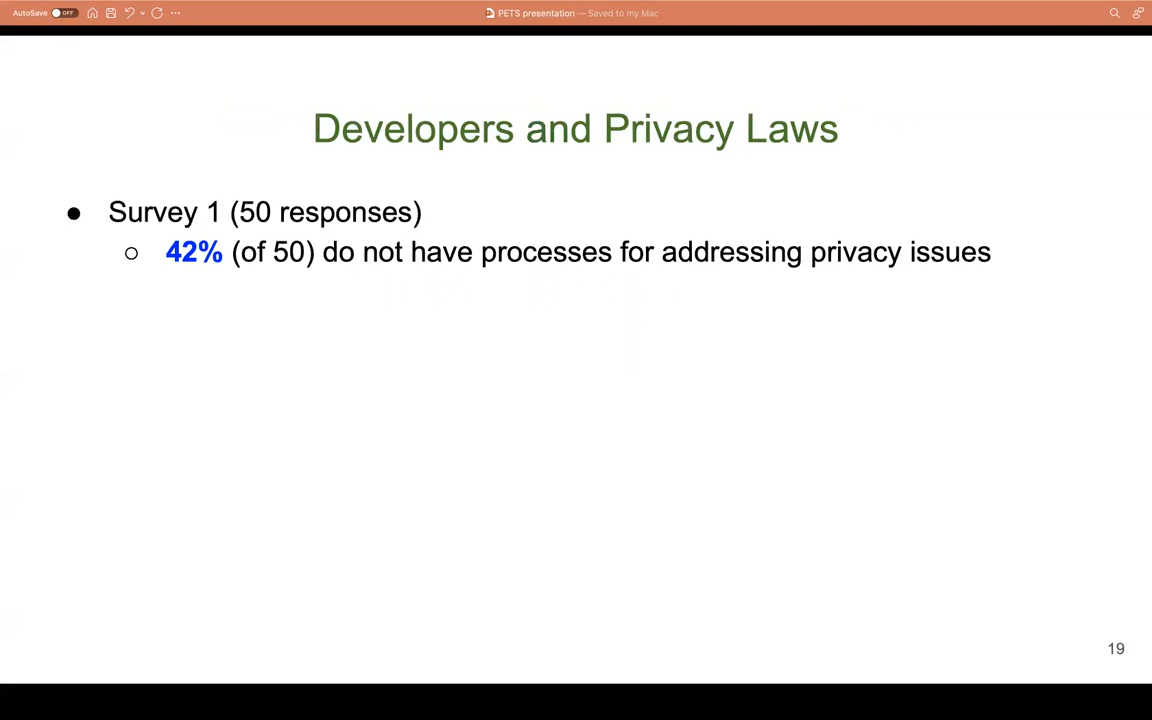 AutoSave OFF PETS presentation — Saved to my Mac
Developers and Privacy Laws
● Survey 1 (50 responses)
○ 42% (of 50) do not have processes for addressing privacy issues
19